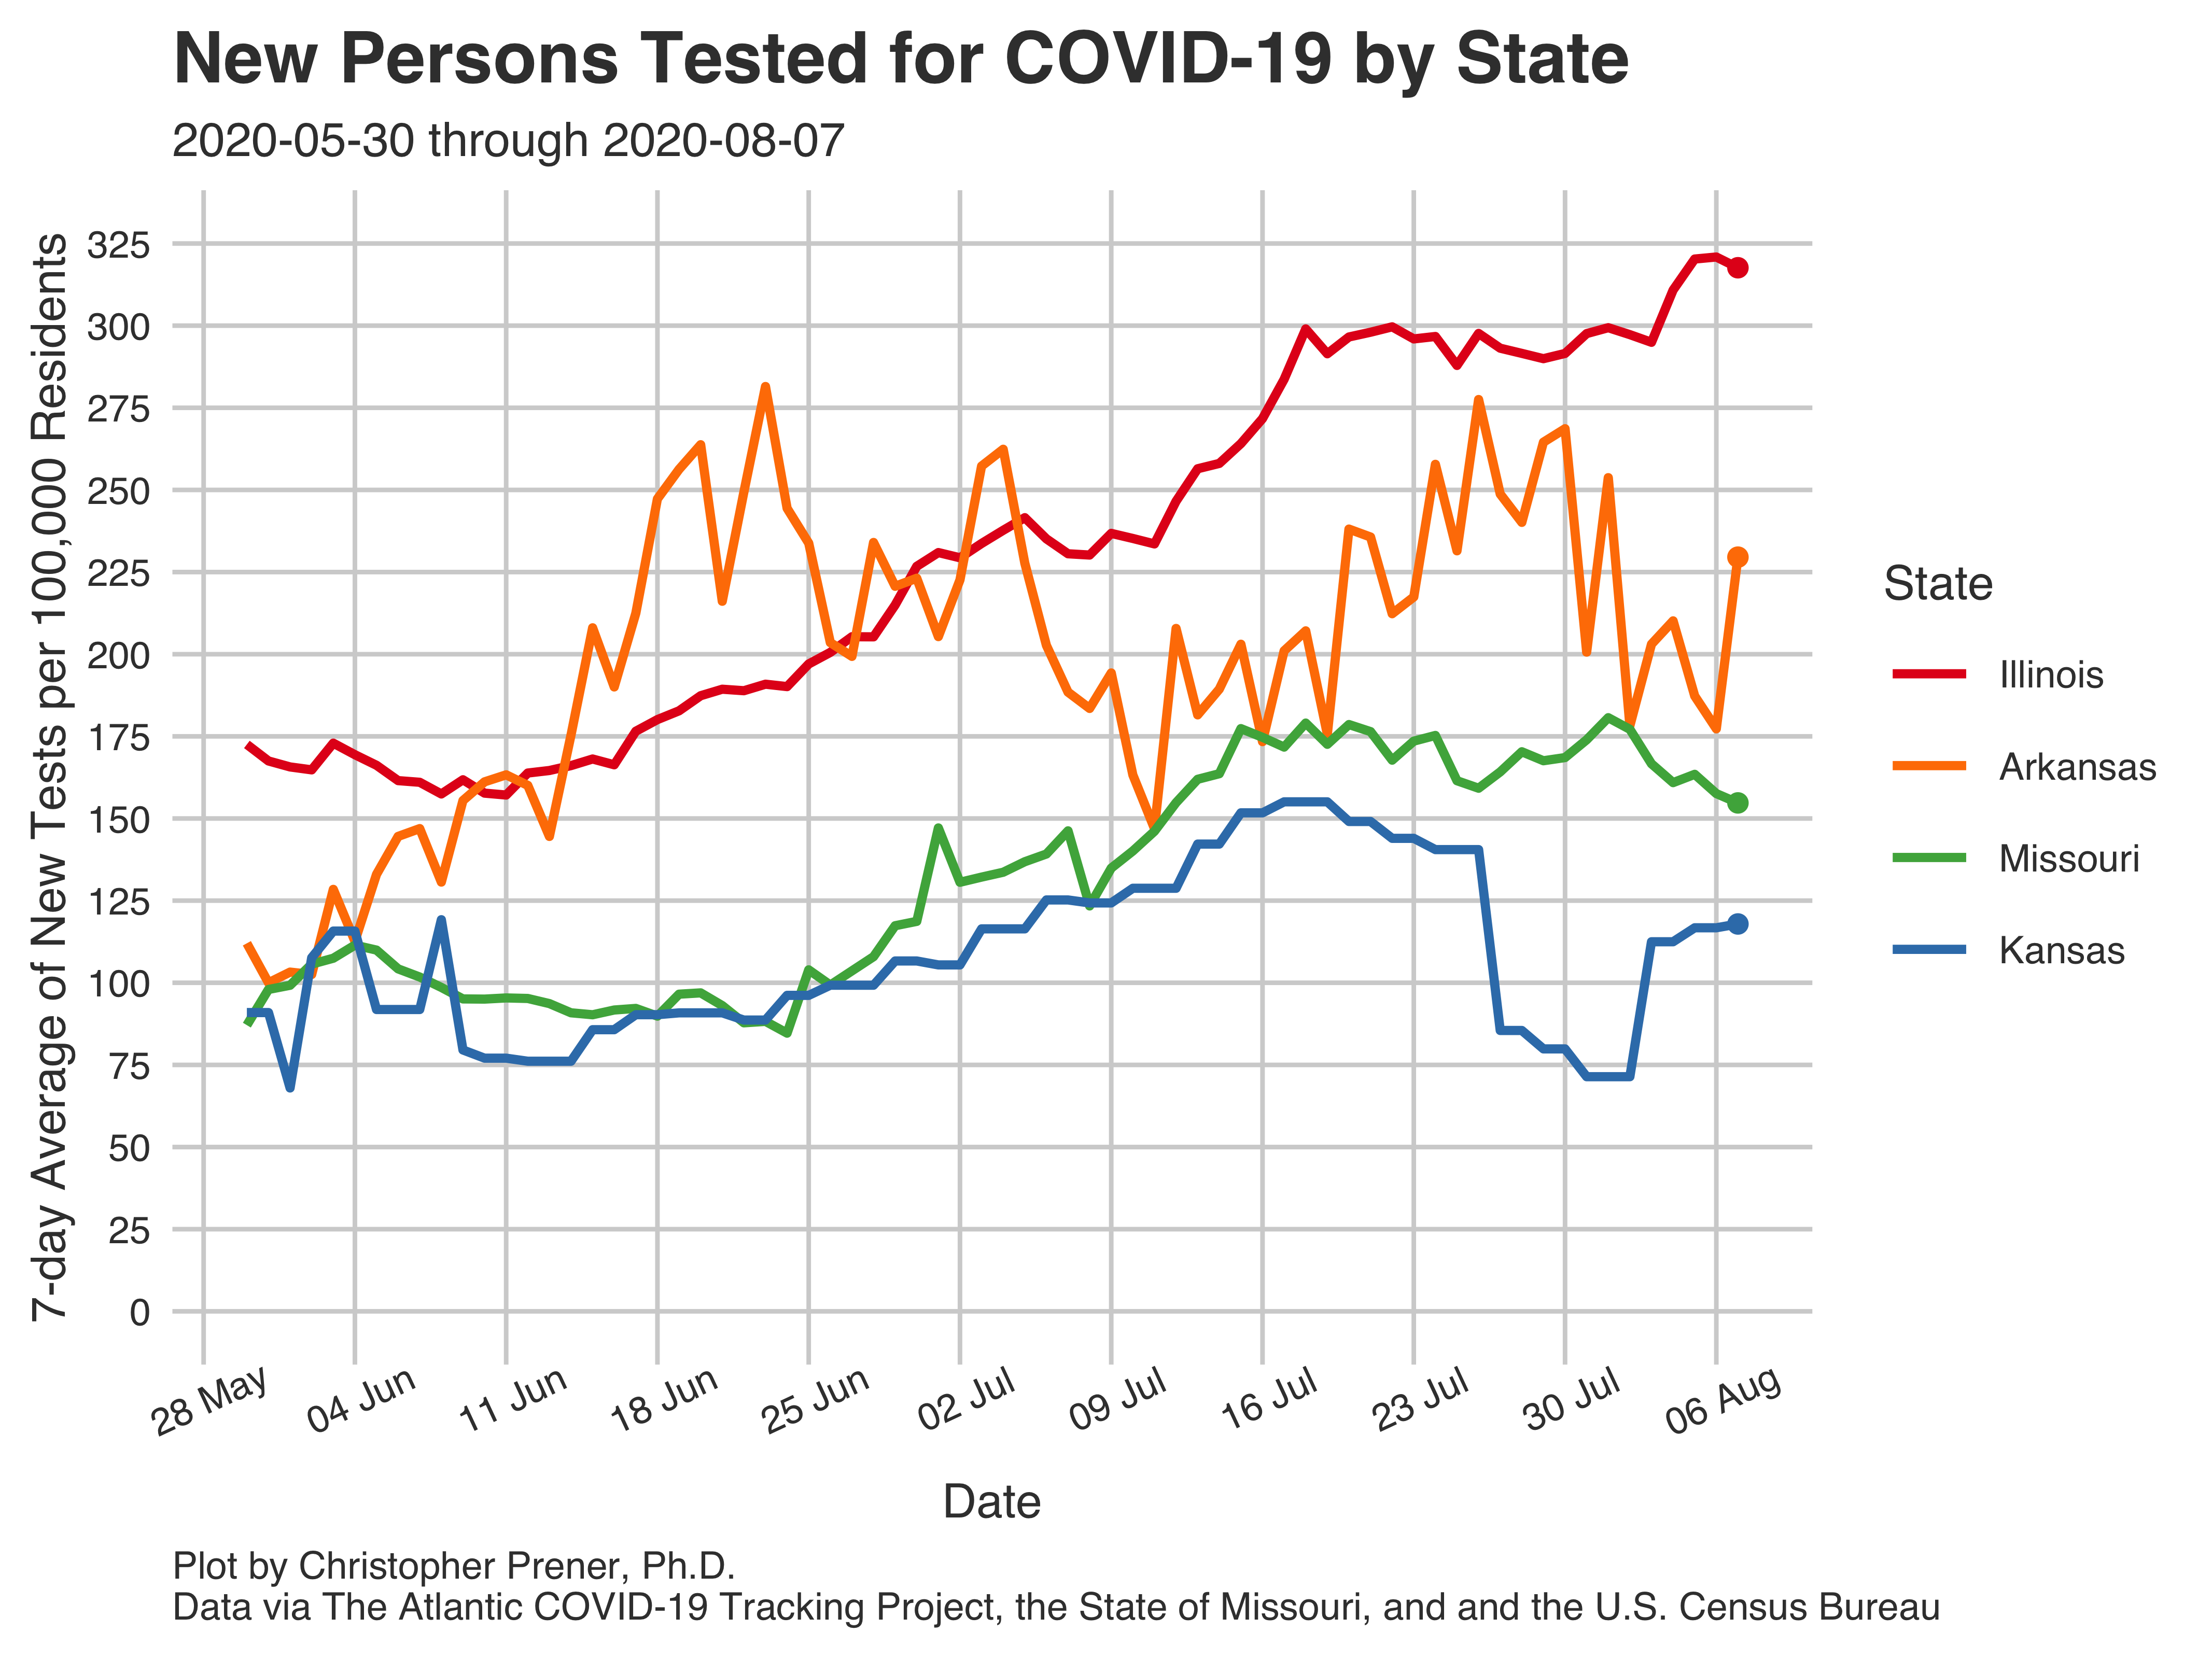 New Persons Tested for COVID-19 by State
2020-05-30 through 2020-08-07
7-day Average of New Tests per 100,000 Residents
325
300
275
250
225
200
175
150
125
100
75
50
25
0
28 May
04 Jun
11 Jun
18 Jun
25 Jun
02 Jul
09 Jul
16 Jul
23 Jul
30 Jul
06 Aug
Date
State
Illinois
Arkansas
Missouri
Kansas
Plot by Christopher Prener, Ph.D.
Data via The Atlantic COVID-19 Tracking Project, the State of Missouri, and and the U.S. Census Bureau